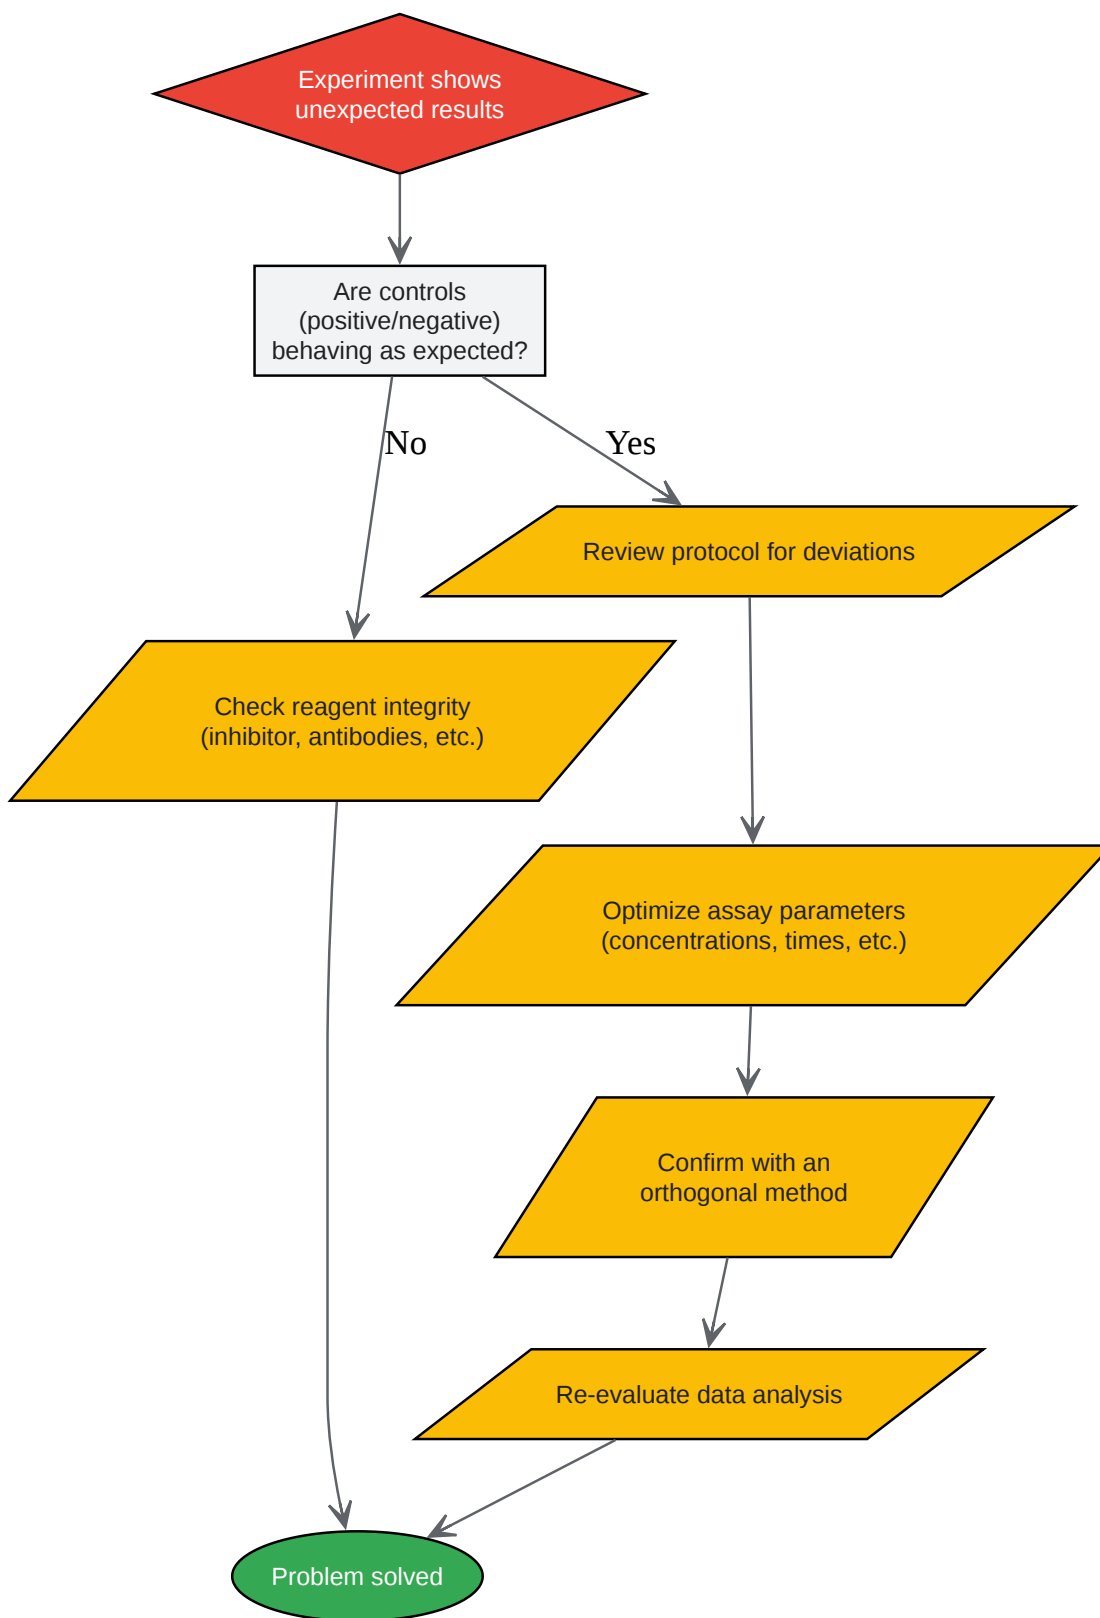 Experiment shows
unexpected results
Are controls
(positive/negative)
behaving as expected?
No
Yes
Review protocol for deviations
Check reagent integrity
(inhibitor, antibodies, etc.)
Optimize assay parameters
(concentrations, times, etc.)
Confirm with an
orthogonal method
Re-evaluate data analysis
Problem solved